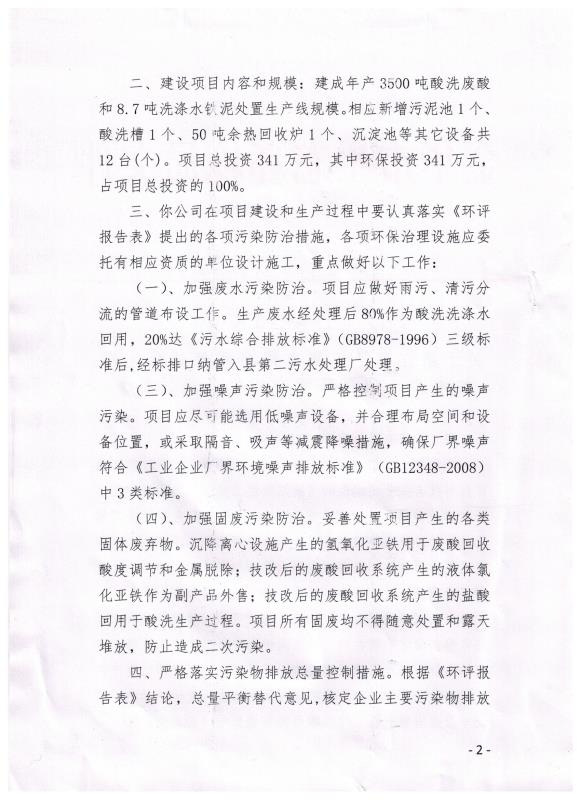 二、建设项目内容和规模：建成年产 3500 吨酸洗废酸
和 8.7 吨洗涤水铁泥处置生产线规模。相应新增污泥池 1 个、
酸洗槽 1 个、50 吨余热回收炉 1 个、沉淀池等其它设备共
12 台(个)。项目总投资 341 万元，其中环保投资 341 万元，
占项目总投资的 100%。
三、你公司在项目建设和生产过程中要认真落实《环评
报告表》提出的各项污染防治措施，各项环保治理设施应委
托有相应资质的单位设计施工，重点做好以下工作：
（一）、加强废水污染防治。项目应做好雨污、清污分
流的管道布设工作。生产废水经处理后 80%作为酸洗洗涤水
回用，20%达《污水综合排放标准》（GB8978-1996）三级标
准后,经标排口纳管入县第二污水处理厂处理。
（三）、加强噪声污染防治。严格控制项目产生的噪声
污染。项目应尽可能选用低噪声设备，并合理布局空间和设
备位置，或采取隔音、吸声等减震降噪措施，确保厂界噪声
符合《工业企业厂界环境噪声排放标准》（GB12348-2008）
中 3 类标准。
（四）、加强固废污染防治。妥善处置项目产生的各类
固体废弃物。沉降离心设施产生的氢氧化亚铁用于废酸回收
酸度调节和金属脱除；技改后的废酸回收系统产生的液体氯
化亚铁作为副产品外售；技改后的废酸回收系统产生的盐酸
回用于酸洗生产过程。项目所有固废均不得随意处置和露天
堆放，防止造成二次污染。
四、严格落实污染物排放总量控制措施。根据《环评报
告表》结论，总量平衡替代意见,核定企业主要污染物排放
- 2 -